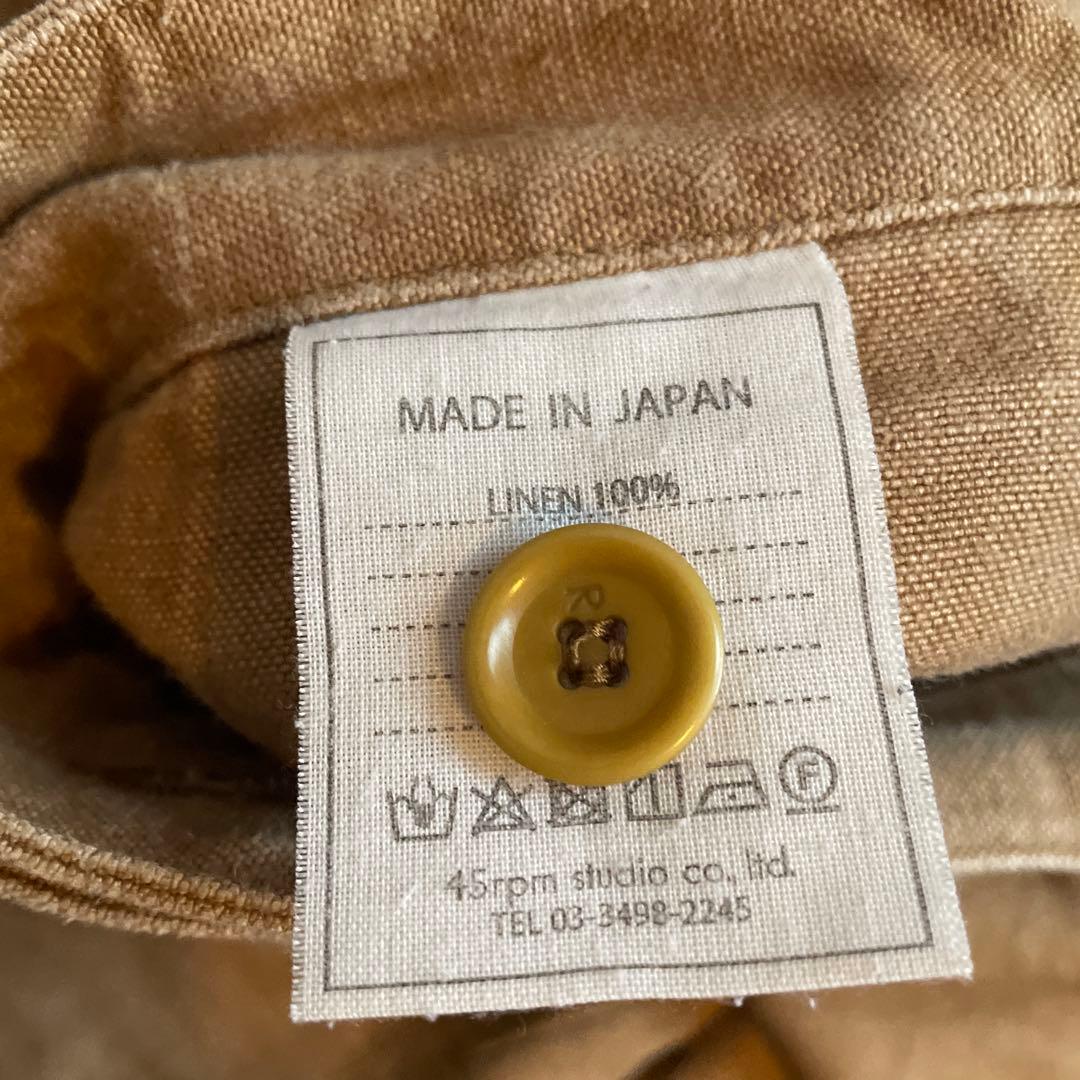 MADE IN JAPAN
LINEN 100%
R
F
45rpm studio co., ltd.
TEL 03-3498-2245